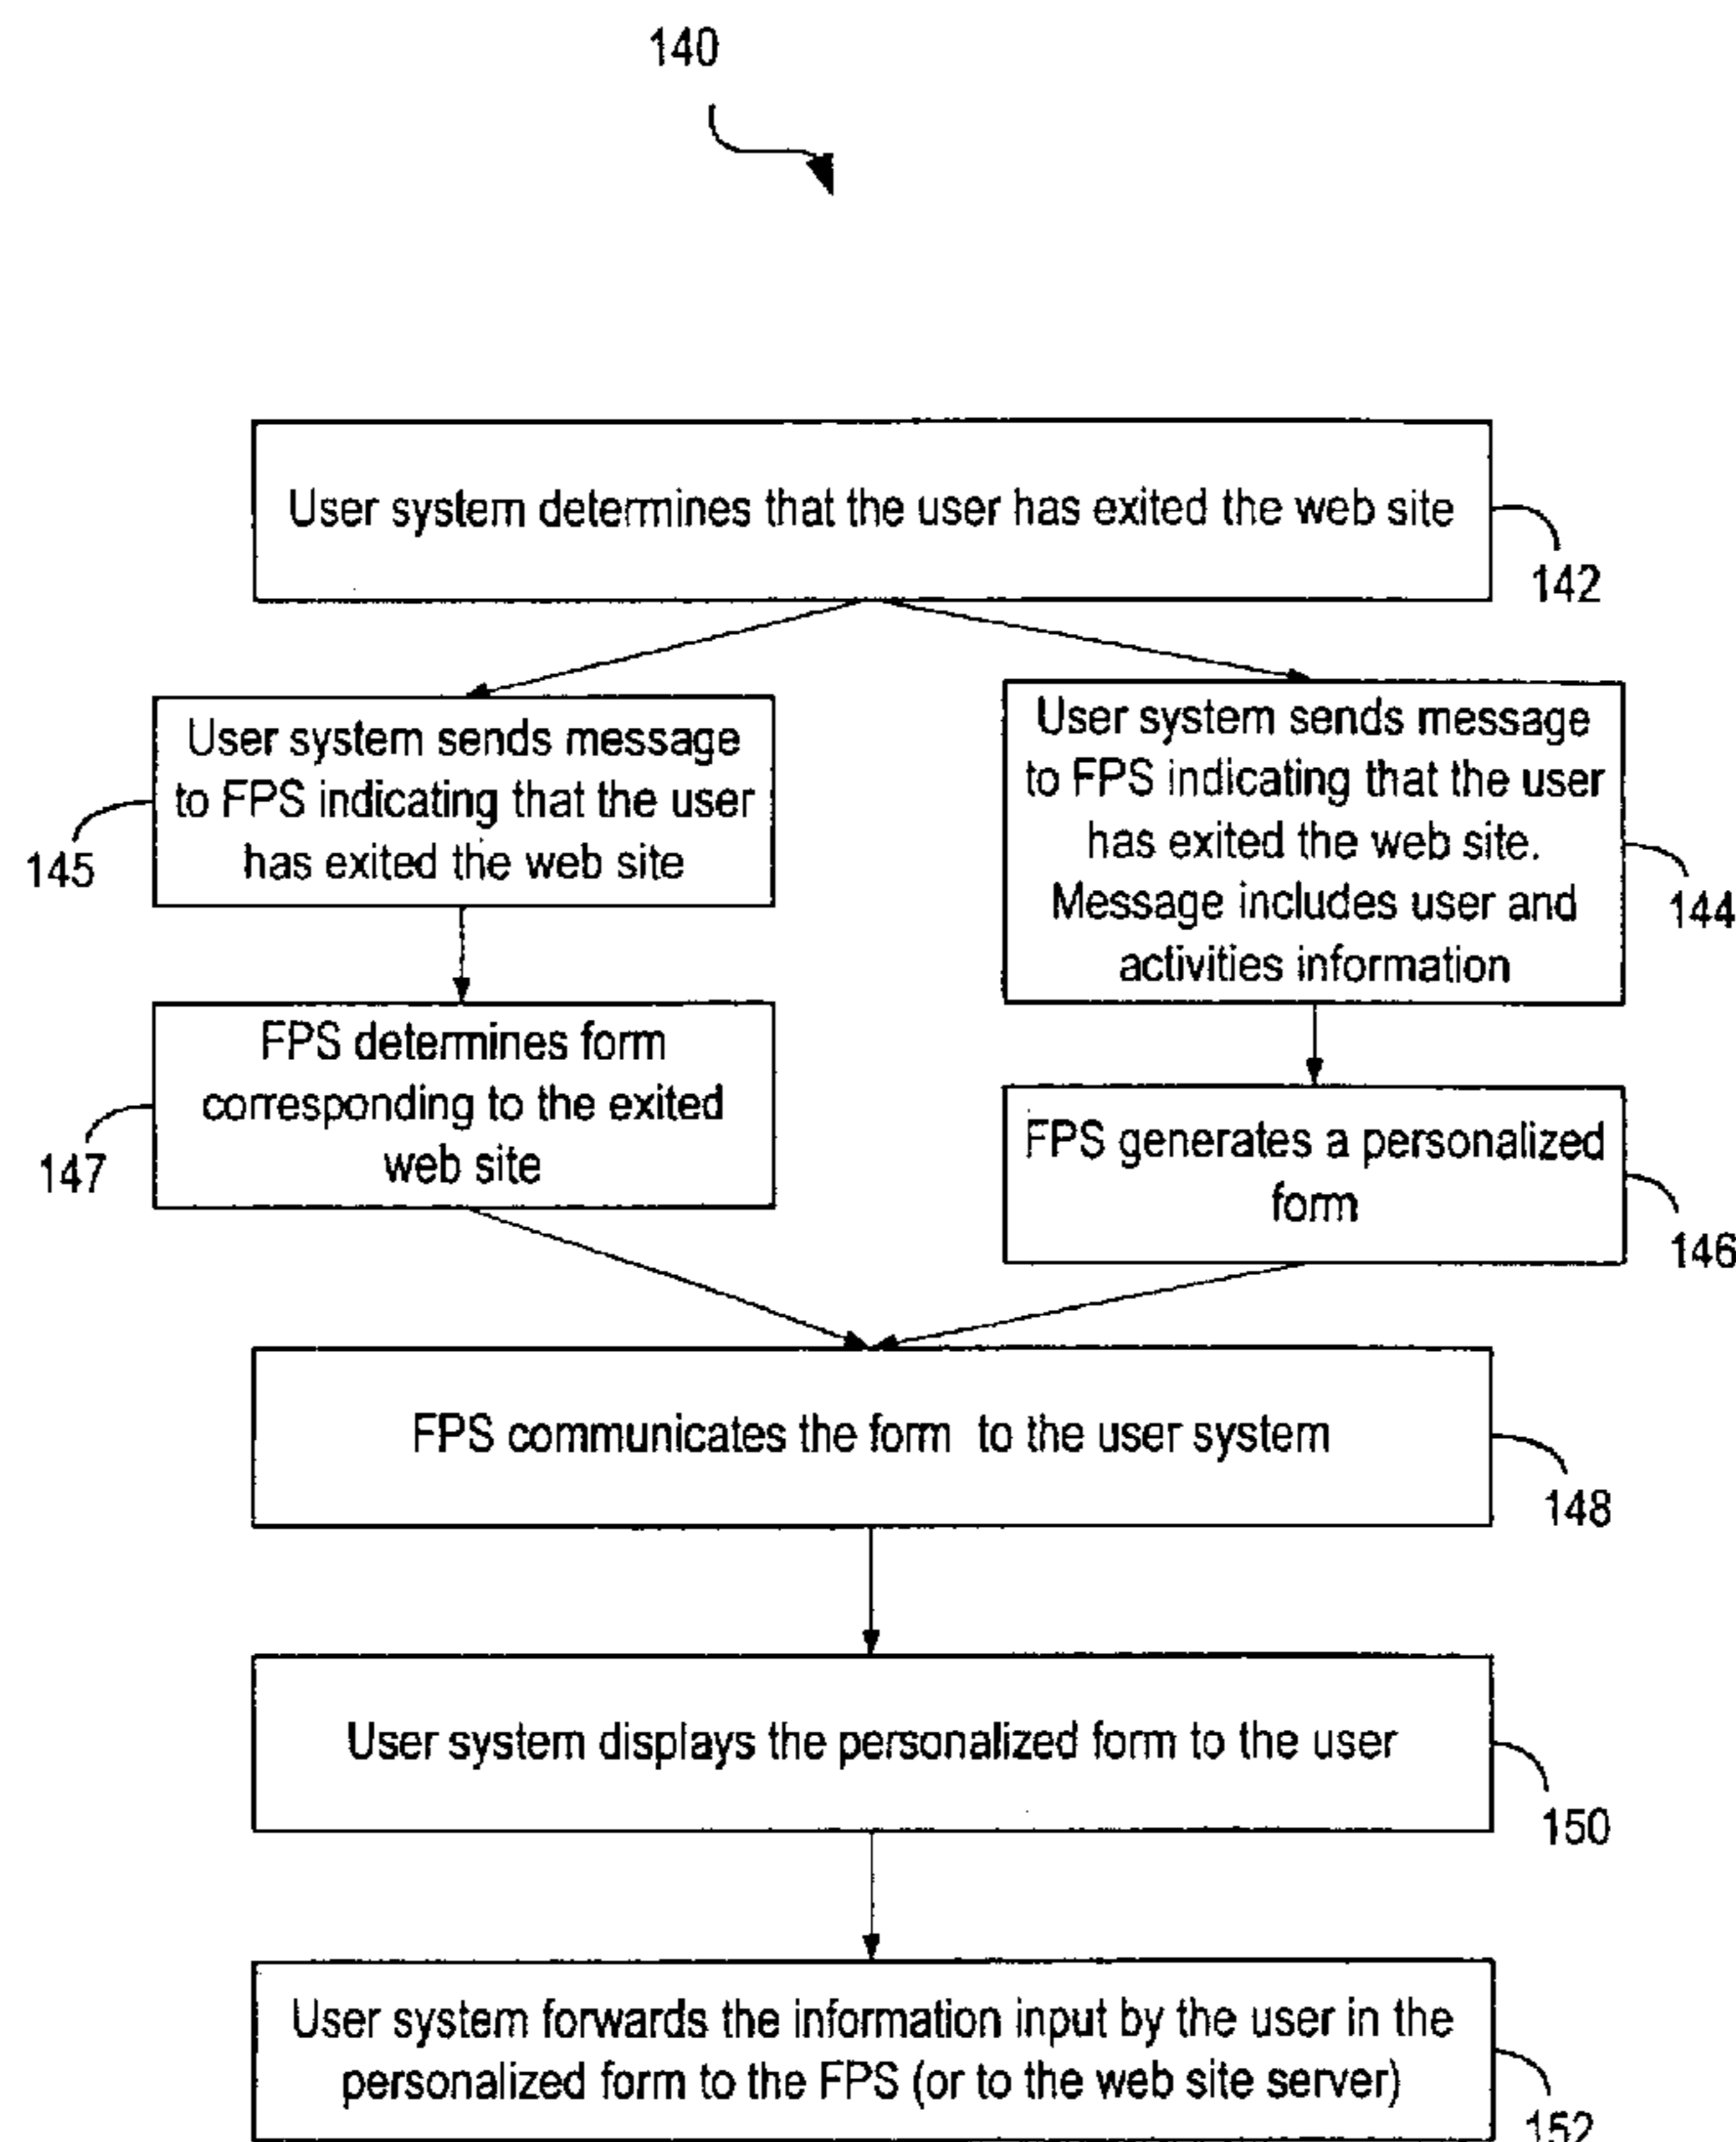 140
User system determines that the user has exited the web site
142
User system sends message
to FPS indicating that the user
has exited the web site
145
User system sends message
to FPS indicating that the user
has exited the web site.
Message includes user and
activities information
144
FPS determines form
corresponding to the exited
web site
147
FPS generates a personalized
form
146
FPS communicates the form to the user system
148
User system displays the personalized form to the user
150
User system forwards the information input by the user in the
personalized form to the FPS (or to the web site server)
152